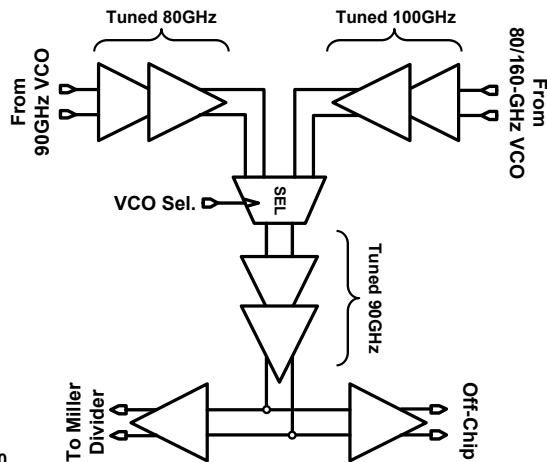 Tuned 80GHz
Tuned 100GHz
From
90GHz VCO
From
80/160-GHz VCO
SEL
VCO Sel.
Tuned 90GHz
To Miller
Divider
Off-Chip
0